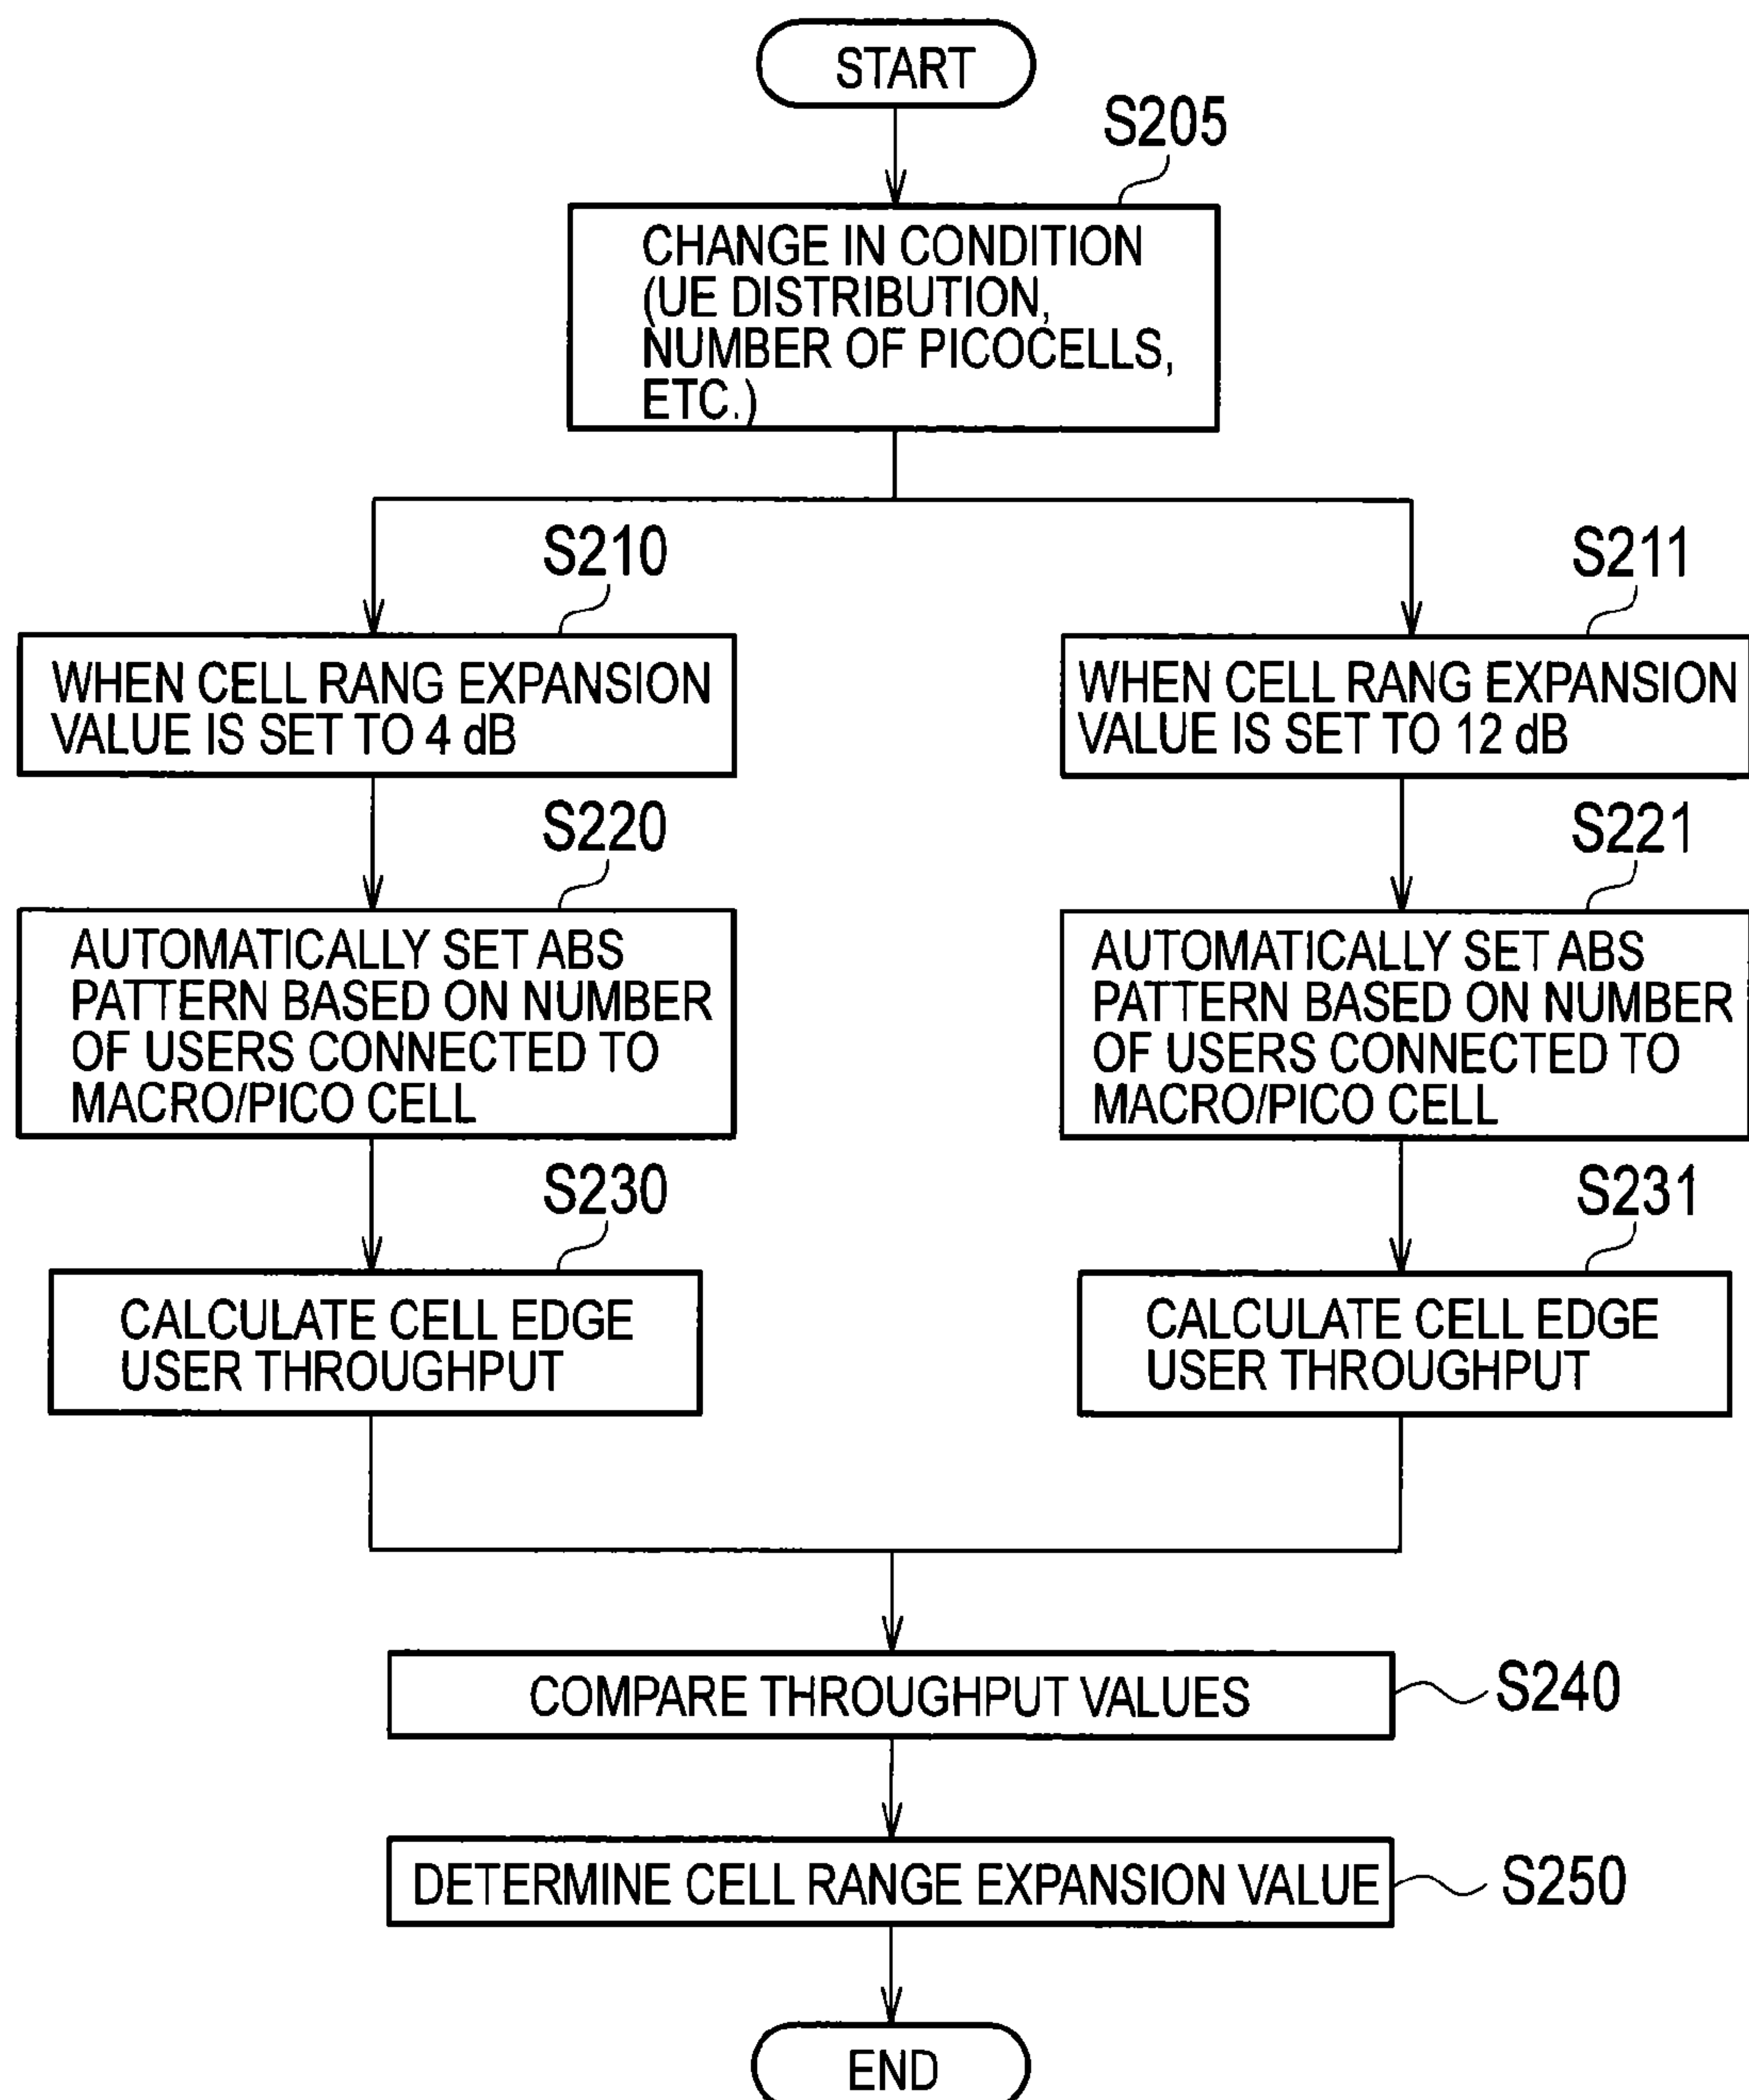 START
S205
CHANGE IN CONDITION
(UE DISTRIBUTION,
NUMBER OF PICOCELLS,
ETC.)
S210
WHEN CELL RANG EXPANSION
VALUE IS SET TO 4 dB
S211
WHEN CELL RANG EXPANSION
VALUE IS SET TO 12 dB
S220
AUTOMATICALLY SET ABS
PATTERN BASED ON NUMBER
OF USERS CONNECTED TO
MACRO/PICO CELL
S221
AUTOMATICALLY SET ABS
PATTERN BASED ON NUMBER
OF USERS CONNECTED TO
MACRO/PICO CELL
S230
CALCULATE CELL EDGE
USER THROUGHPUT
S231
CALCULATE CELL EDGE
USER THROUGHPUT
COMPARE THROUGHPUT VALUES
S240
DETERMINE CELL RANGE EXPANSION VALUE
S250
END